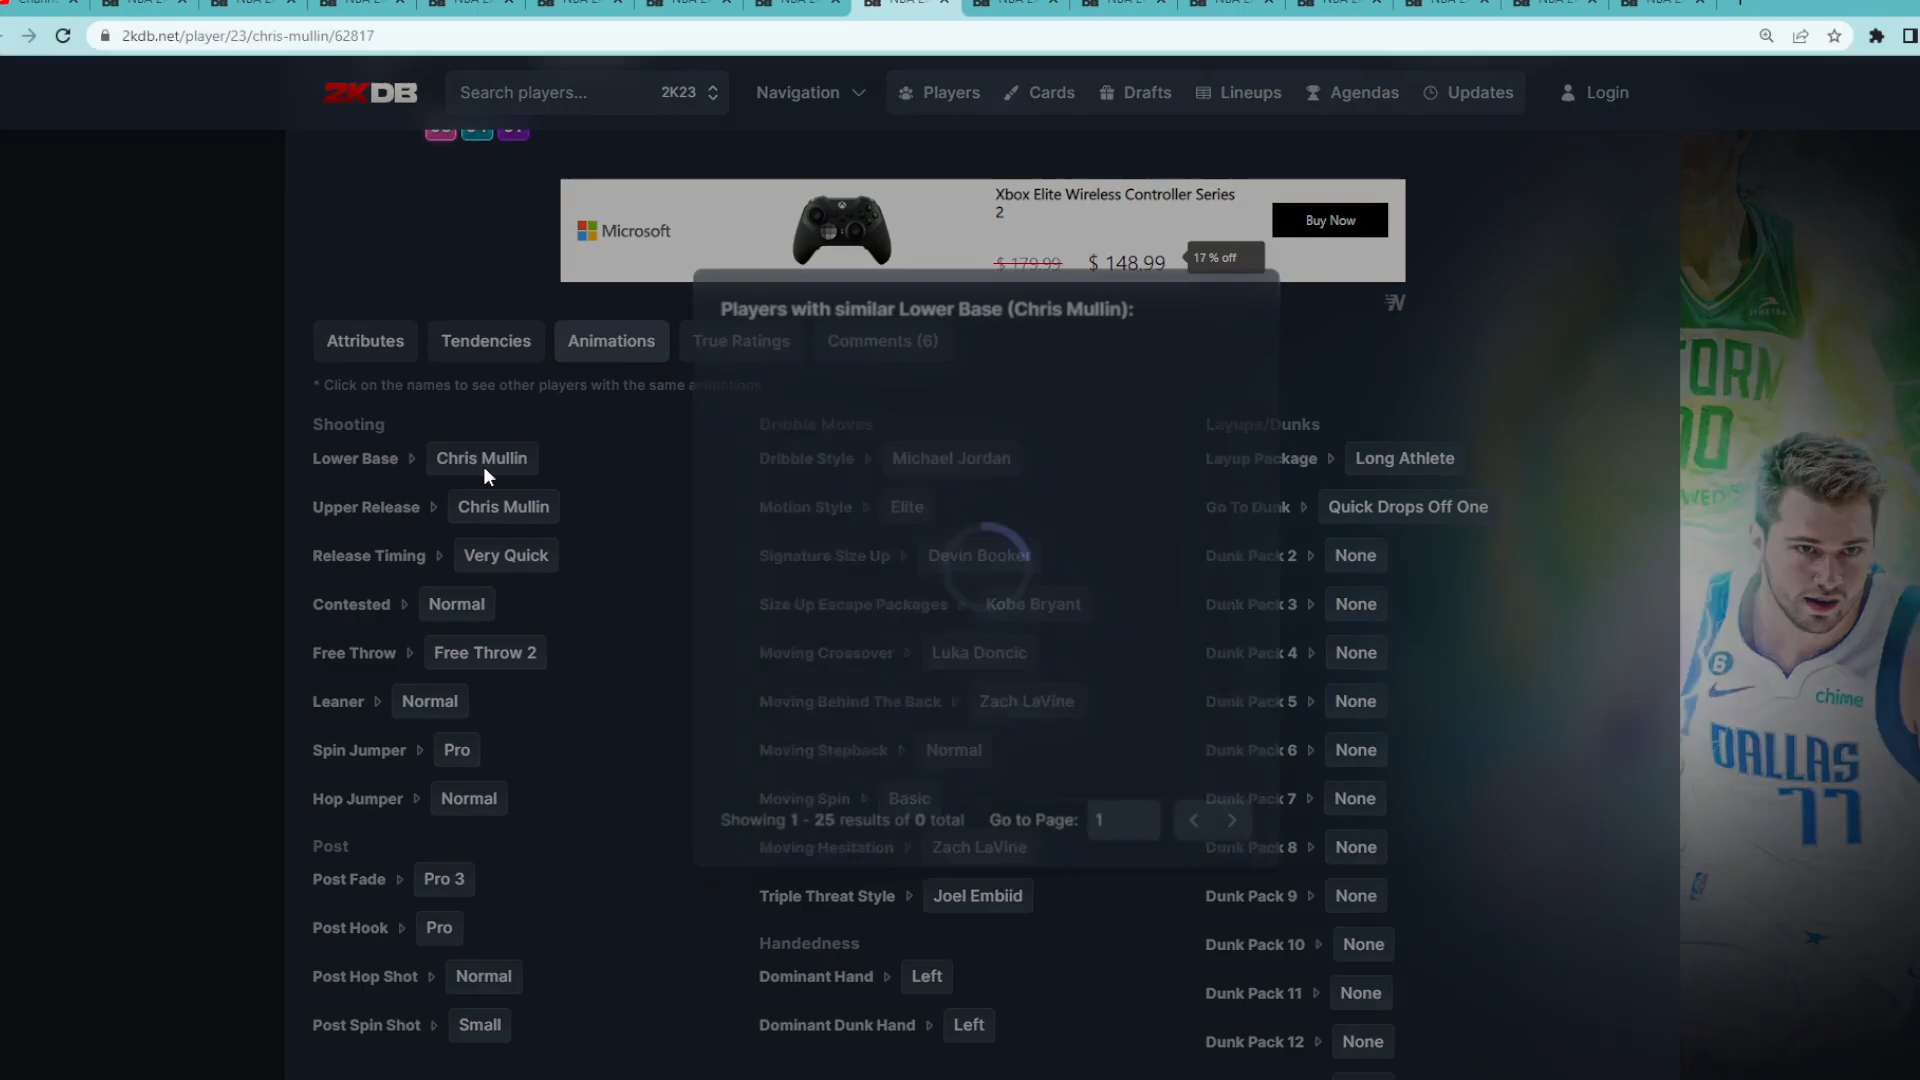 2kdb.net/player/23/chris-mullin/62817
2KDB
Search players...
2K23
Navigation
Players
Cards
Drafts
Lineups
Agendas
Updates
Login
Microsoft
Xbox Elite Wireless Controller Series
2
$ 179.99
$ 148.99
17 % off
Buy Now
Players with similar Lower Base (Chris Mullin):
Attributes
Tendencies
Animations
True Ratings
Comments (6)
* Click on the names to see other players with the same animations
Shooting
Lower Base Chris Mullin
Upper Release Chris Mullin
Release Timing Very Quick
Contested Normal
Free Throw Free Throw 2
Leaner Normal
Spin Jumper Pro
Hop Jumper Normal
Post
Post Fade Pro 3
Post Hook Pro
Post Hop Shot Normal
Post Spin Shot Small
Dribble Moves
Dribble Style Michael Jordan
Motion Style Elite
Signature Size Up Devin Booker
Size Up Escape Packages Kobe Bryant
Moving Crossover Luka Doncic
Moving Behind The Back Zach LaVine
Moving Stepback Normal
Moving Spin Basic
Showing 1 - 25 results of 0 total
Go to Page: 1
Moving Hesitation Zach LaVine
Triple Threat Style Joel Embiid
Handedness
Dominant Hand Left
Dominant Dunk Hand Left
Layups/Dunks
Layup Package Long Athlete
Go To Dunk Quick Drops Off One
Dunk Pack 2 None
Dunk Pack 3 None
Dunk Pack 4 None
Dunk Pack 5 None
Dunk Pack 6 None
Dunk Pack 7 None
Dunk Pack 8 None
Dunk Pack 9 None
Dunk Pack 10 None
Dunk Pack 11 None
Dunk Pack 12 None
6
chime
DALLAS
77